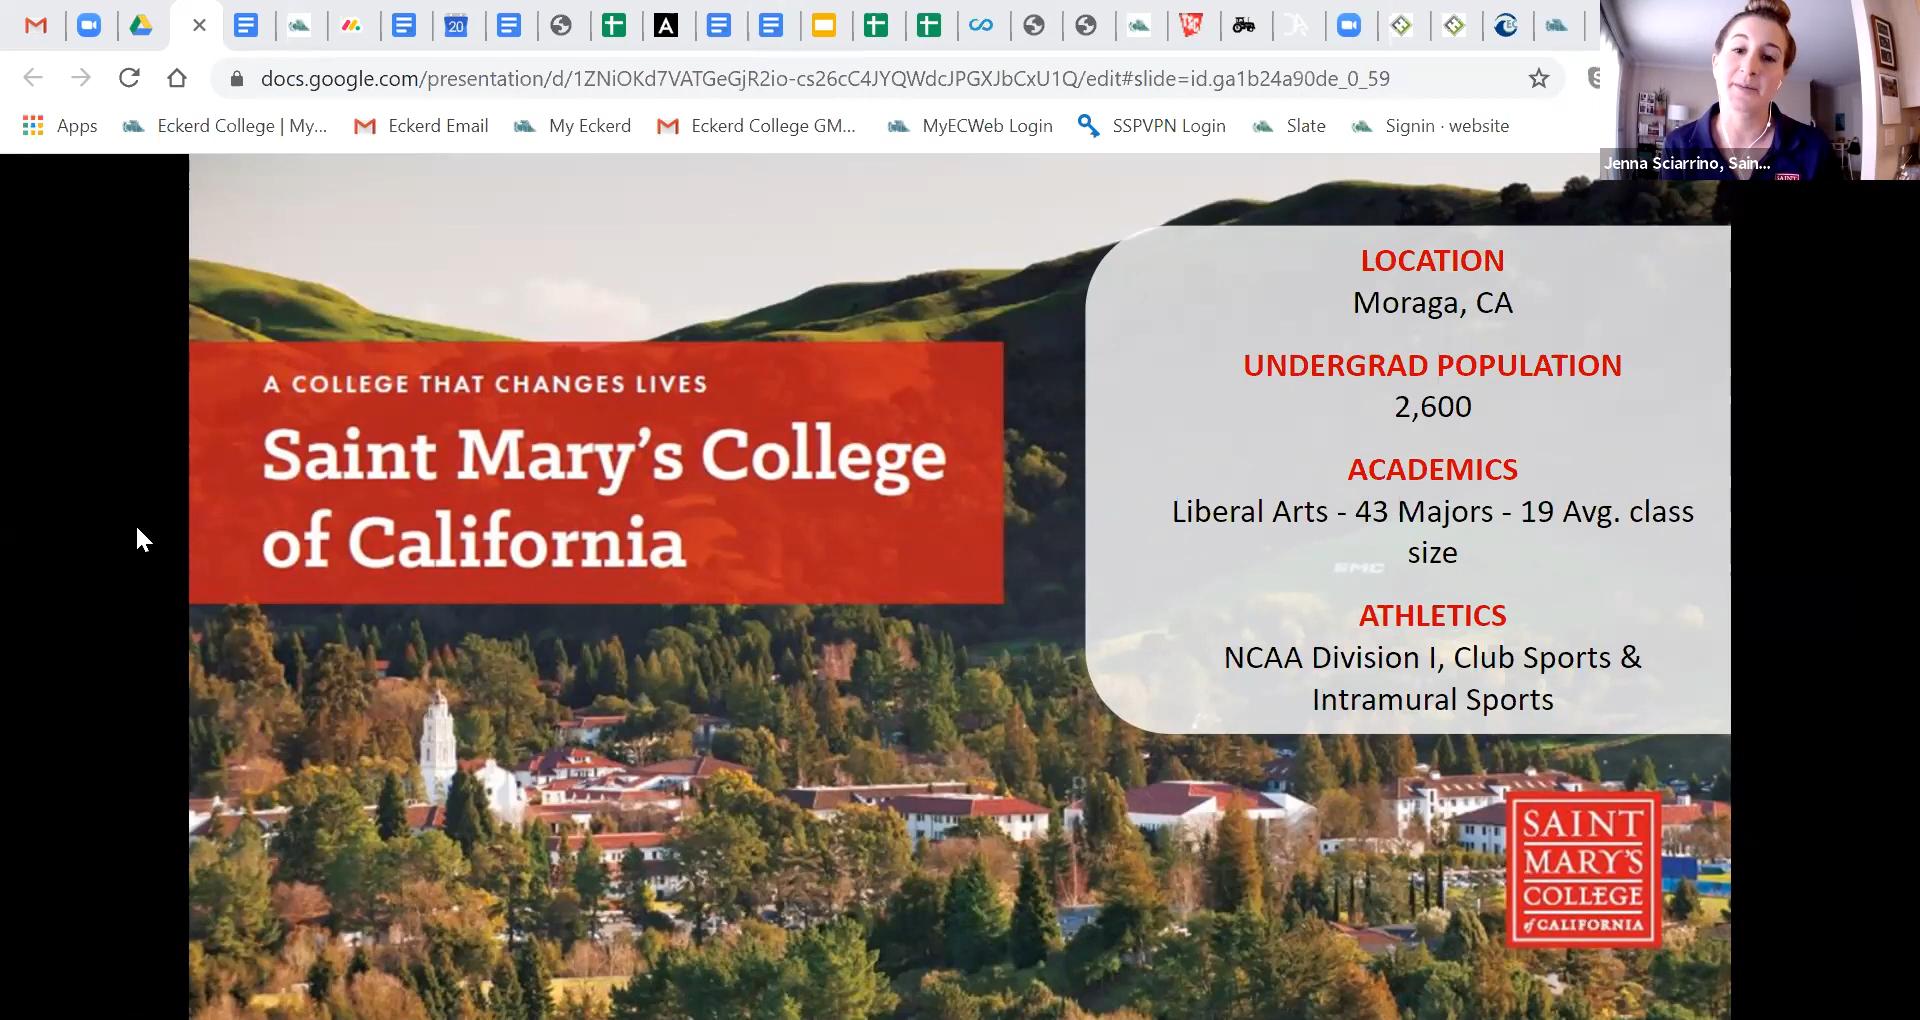 20
A
docs.google.com/presentation/d/1ZNiOKd7VATGeGjR2io-cs26cC4JYQWdcJPGXJbCxU1Q/edit#slide=id.ga1b24a90de_0_59
Apps
Eckerd College | My...
Eckerd Email
My Eckerd
Eckerd College GM...
MyECWeb Login
SSPVPN Login
Slate
Signin · website
Jenna Sciarrino, Sain...
SAINT
A COLLEGE THAT CHANGES LIVES
Saint Mary's College
of California
LOCATION
Moraga, CA
UNDERGRAD POPULATION
2,600
ACADEMICS
Liberal Arts - 43 Majors - 19 Avg. class
size
SMC
ATHLETICS
NCAA Division I, Club Sports &
Intramural Sports
SAINT
MARY'S
COLLEGE
of CALIFORNIA